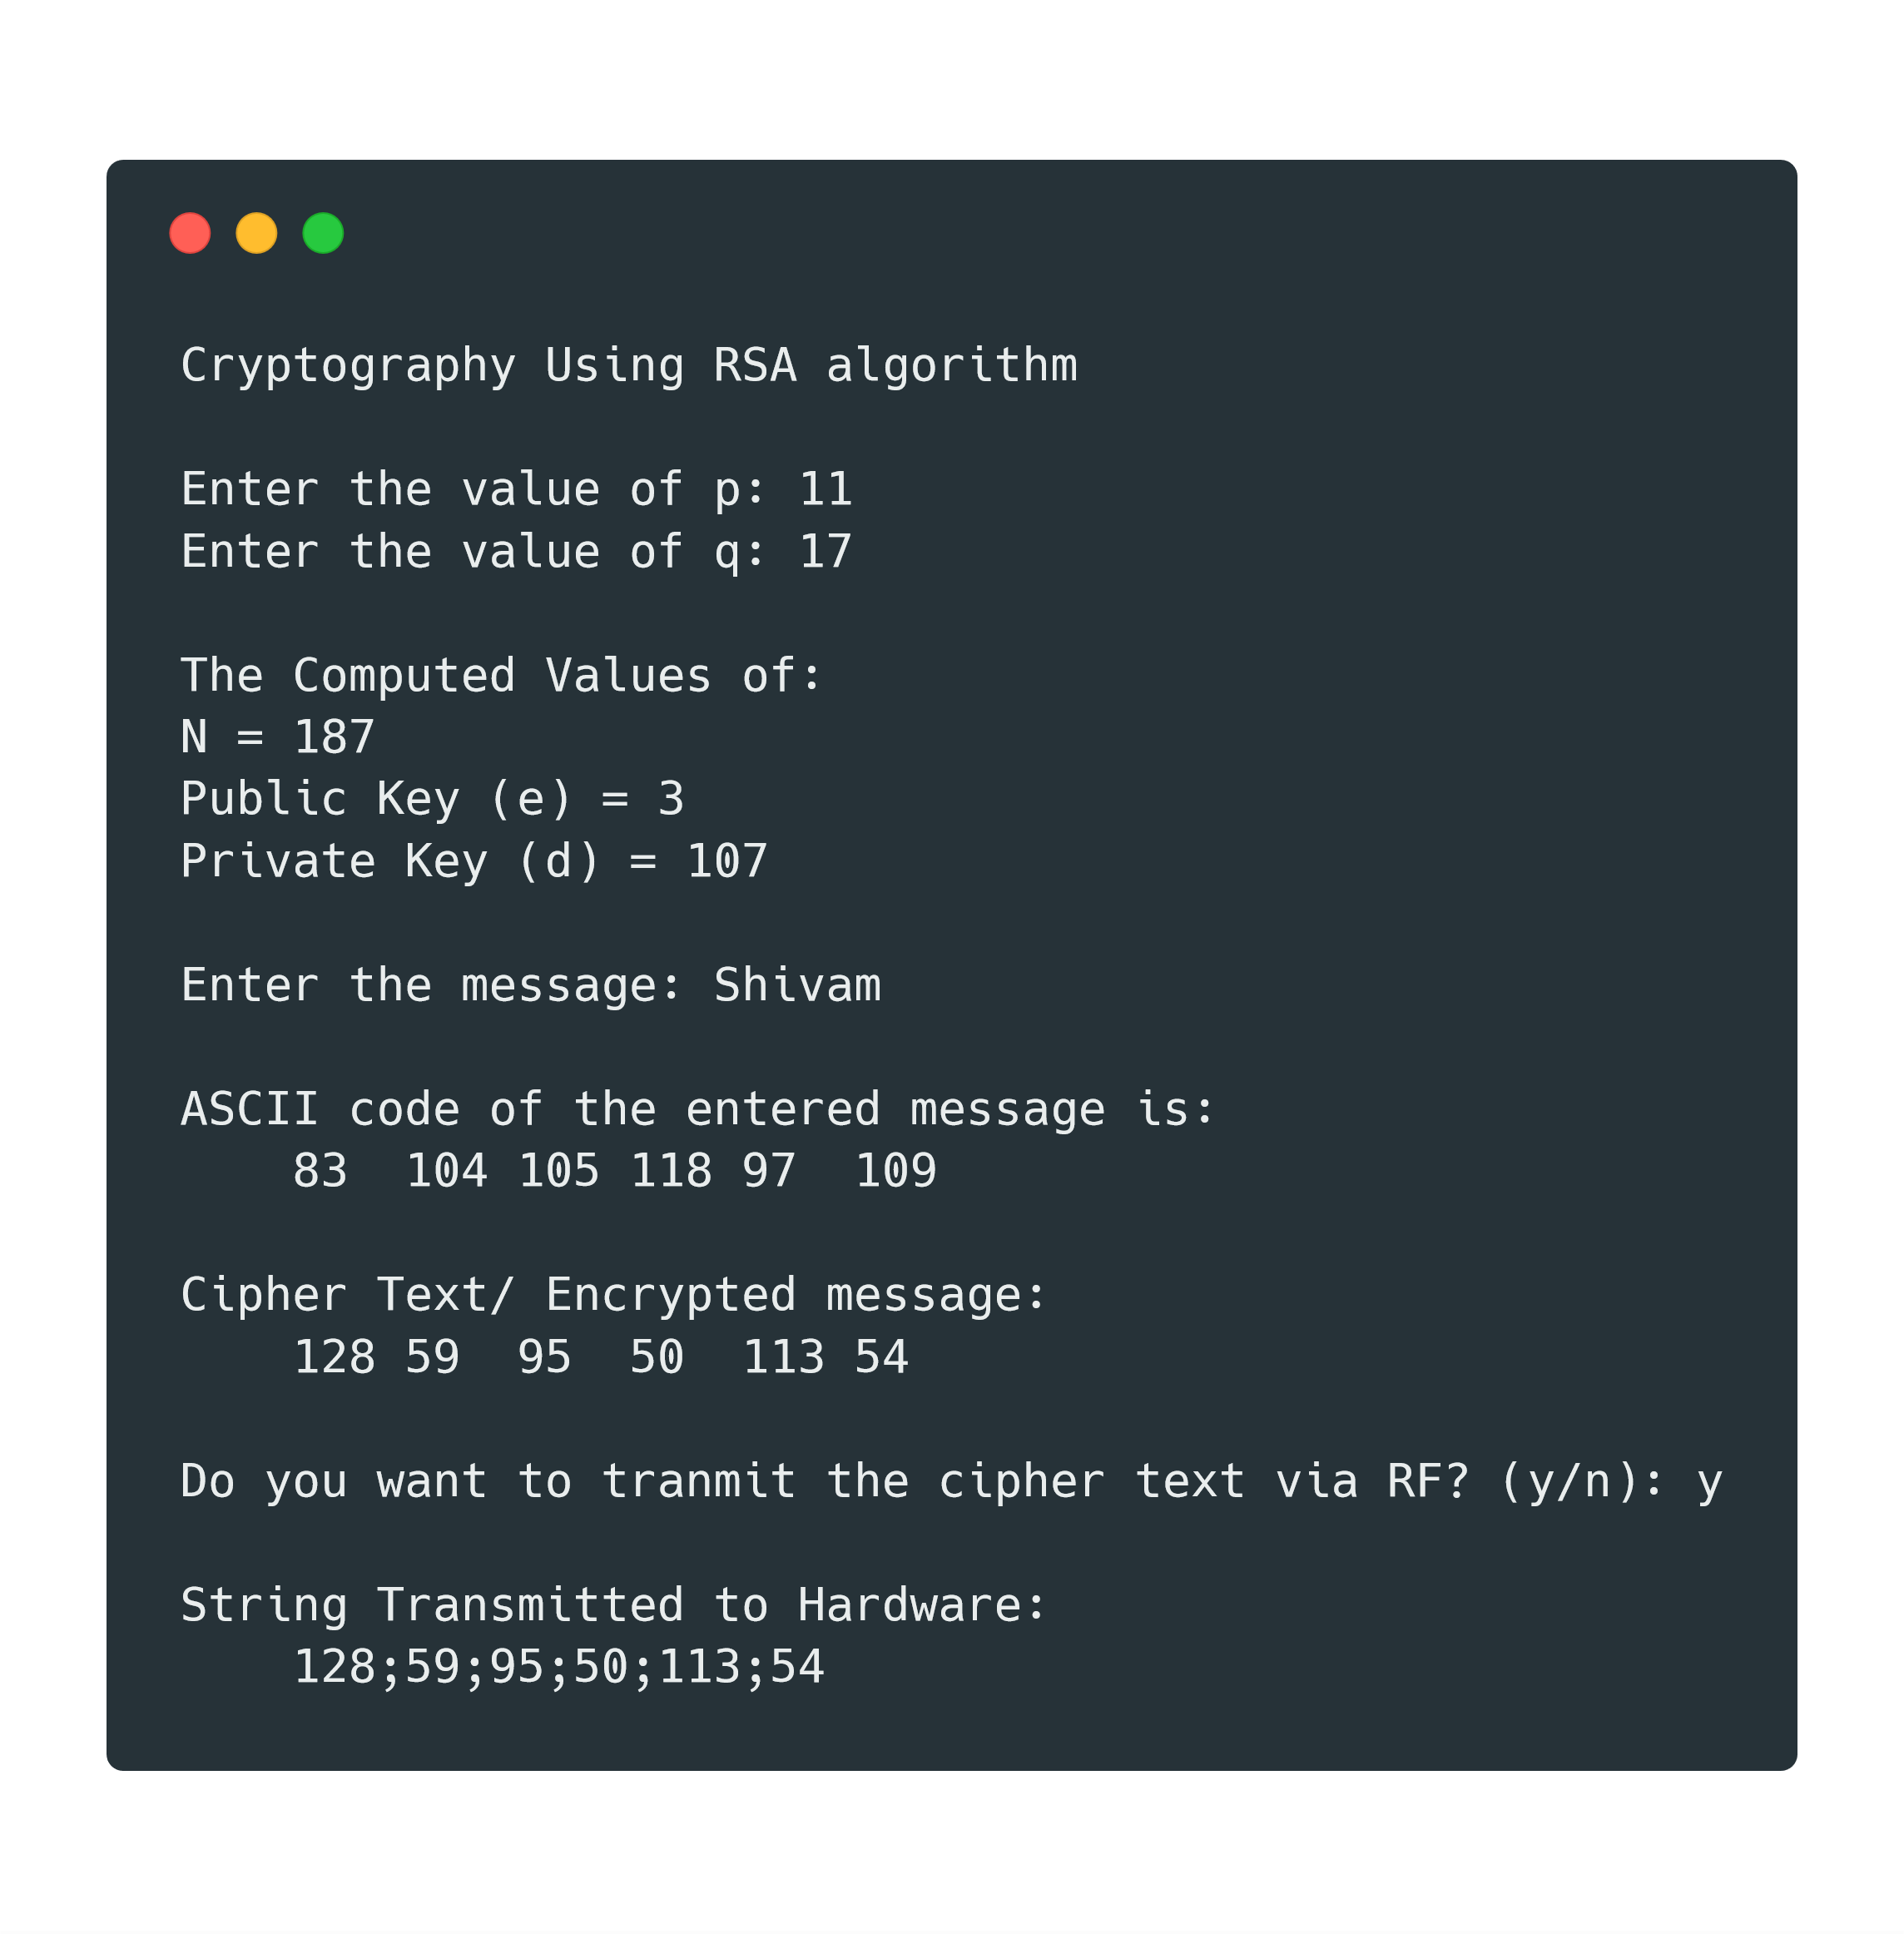 Cryptography Using RSA algorithm
Enter the value of p: 11
Enter the value of q: 17
The Computed Values of:
N = 187
Public Key (e) = 3
Private Key (d) = 107
Enter the message: Shivam
ASCII code of the entered message is:
83  104 105 118 97  109
Cipher Text/ Encrypted message:
128 59  95  50  113 54
Do you want to tranmit the cipher text via RF? (y/n): y
String Transmitted to Hardware:
128;59;95;50;113;54